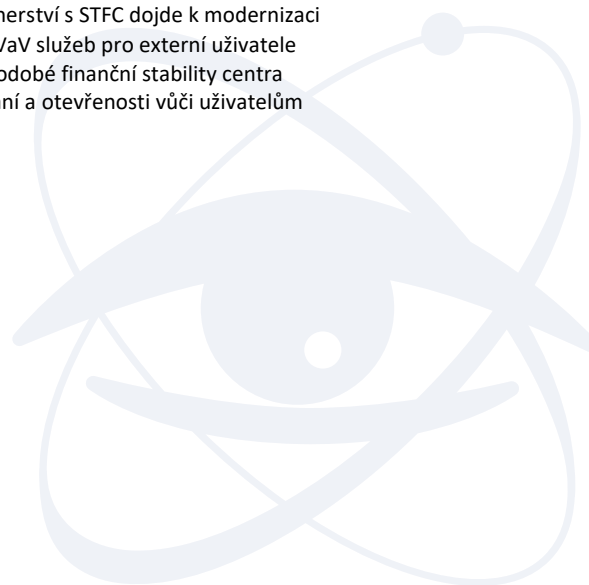 nerství s STFC dojde k modernizaci
VaV služeb pro externí uživatele
odobé finanční stability centra
ní a otevřenosti vůči uživatelům